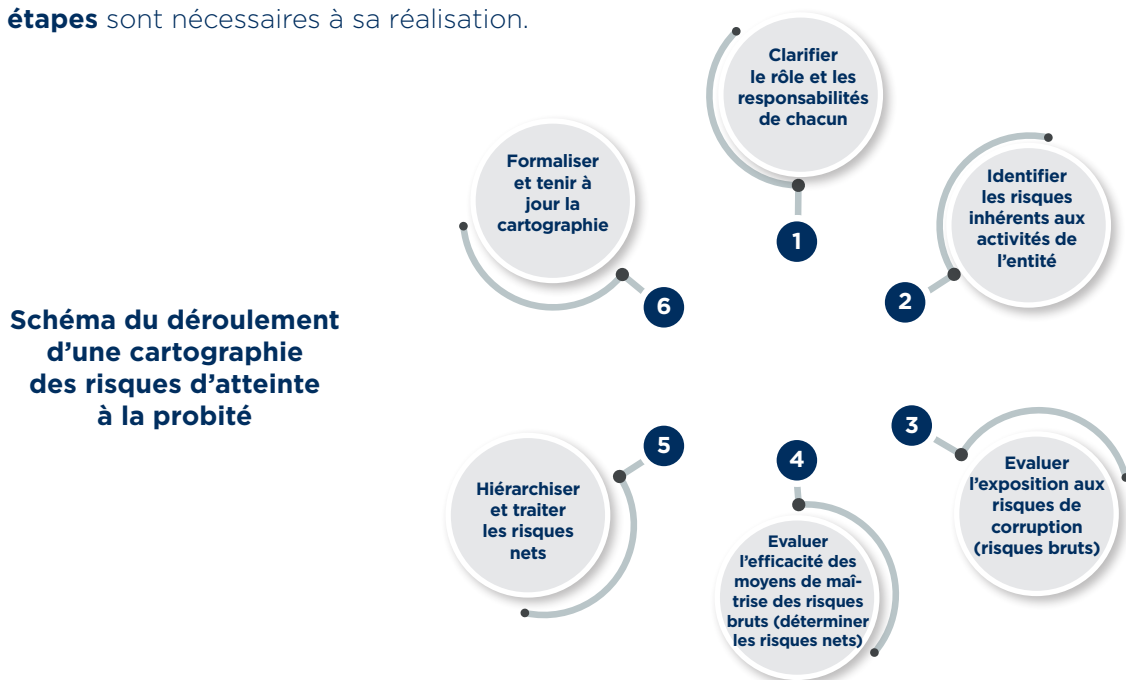 étapes sont nécessaires à sa réalisation.
Schéma du déroulement
d'une cartographie
des risques d'atteinte
à la probité
Clarifier
le rôle et les
responsabilités
de chacun
1
Identifier
les risques
inhérents aux
activités de
l'entité
2
3
Evaluer
l'exposition aux
risques de
corruption
(risques bruts)
4
Evaluer
l'efficacité des
moyens de maî-
trise des risques
bruts (déterminer
les risques nets)
5
Hiérarchiser
et traiter
les risques
nets
Formaliser
et tenir à
jour la
cartographie
6